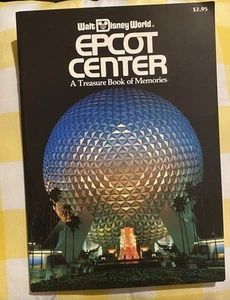 $2.95
Walt Disney World®
EPCOT
CENTER
A Treasure Book of Memories